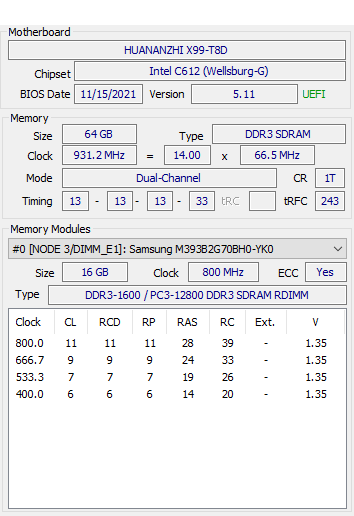 Motherboard
HUANANZHI X99-T8D
Chipset Intel C612 (Wellsburg-G)
BIOS Date 11/15/2021 Version 5.11 UEFI
Memory
Size 64 GB Type DDR3 SDRAM
Clock 931.2 MHz = 14.00 x 66.5 MHz
Mode Dual-Channel CR 1T
Timing 13 - 13 - 13 - 33 tRC tRFC 243
Memory Modules
#0 [NODE 3/DIMM_E1]: Samsung M393B2G70BH0-YK0
Size 16 GB Clock 800 MHz ECC Yes
Type DDR3-1600 / PC3-12800 DDR3 SDRAM RDIMM
Clock CL RCD RP RAS RC Ext. V
800.0 11 11 11 28 39 - 1.35
666.7 9 9 9 24 33 - 1.35
533.3 7 7 7 19 26 - 1.35
400.0 6 6 6 14 20 - 1.35